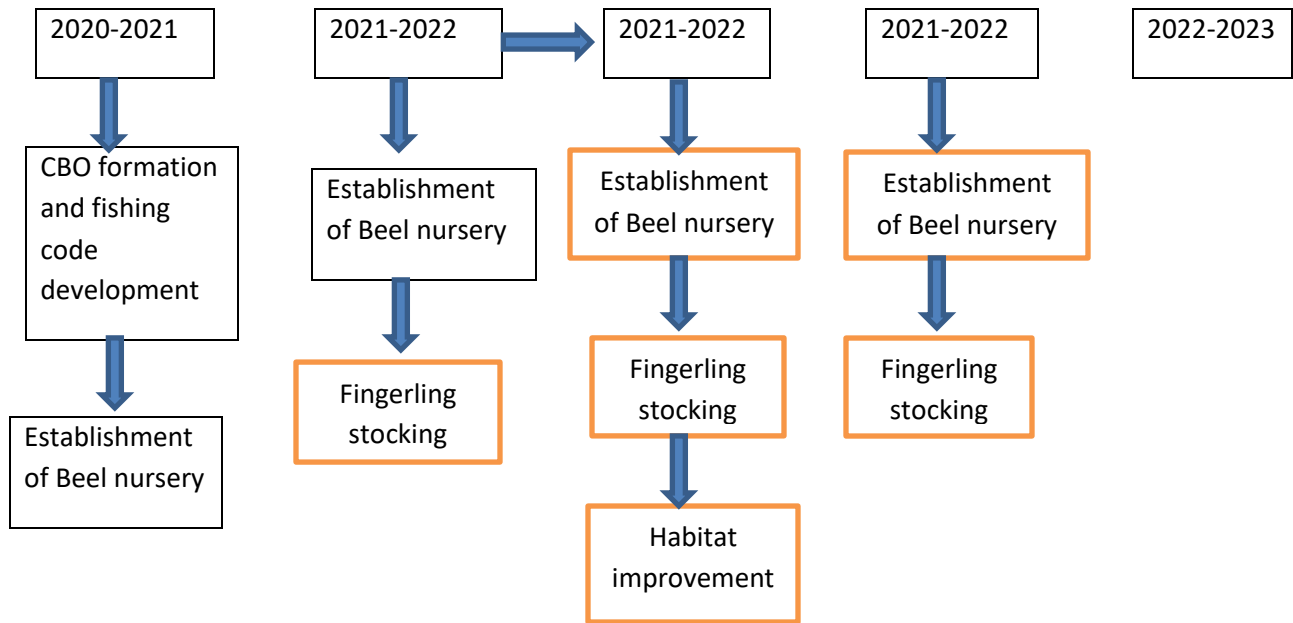 2020-2021
2021-2022
2021-2022
2021-2022
2022-2023
CBO formation
and fishing
code
development
Establishment
of Beel nursery
Establishment
of Beel nursery
Fingerling
stocking
Establishment
of Beel nursery
Fingerling
stocking
Habitat
improvement
Establishment
of Beel nursery
Fingerling
stocking